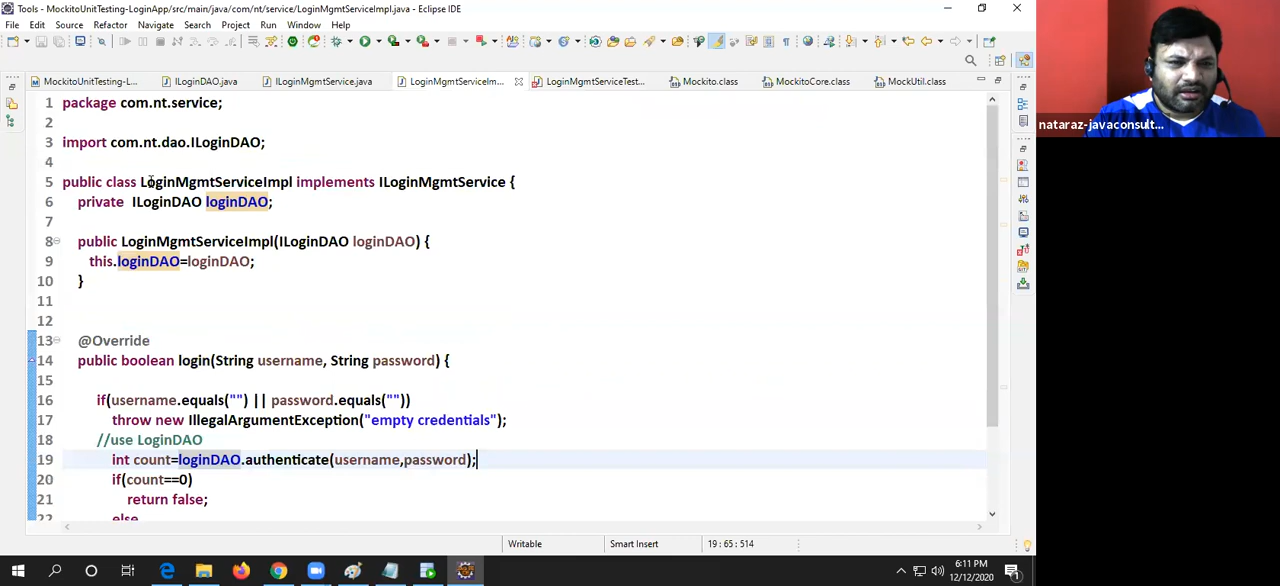 Tools - MockitoUnitTesting-LoginApp/src/main/java/com/nt/service/LoginMgmtServiceImpl.java - Eclipse IDE
File Edit Source Refactor Navigate Search Project Run Window Help
MockitoUnitTesting-L... ILoginDAO.java ILoginMgmtService.java LoginMgmtServiceIm... LoginMgmtServiceTest... Mockito.class MockitoCore.class MockUtil.class
1 package com.nt.service;
2
3 import com.nt.dao.ILoginDAO;
4
5 public class LoginMgmtServiceImpl implements ILoginMgmtService {
6 private ILoginDAO loginDAO;
7
8 public LoginMgmtServiceImpl(ILoginDAO loginDAO) {
9 this.loginDAO=loginDAO;
10 }
11
12
13 @Override
14 public boolean login(String username, String password) {
15
16 if(username.equals("") || password.equals(""))
17 throw new IllegalArgumentException("empty credentials");
18 //use LoginDAO
19 int count=loginDAO.authenticate(username,password);
20 if(count==0)
21 return false;
22 else
Writable Smart Insert 19 : 65 : 514
nataraz-javaconsult...
6:11 PM
12/12/2020